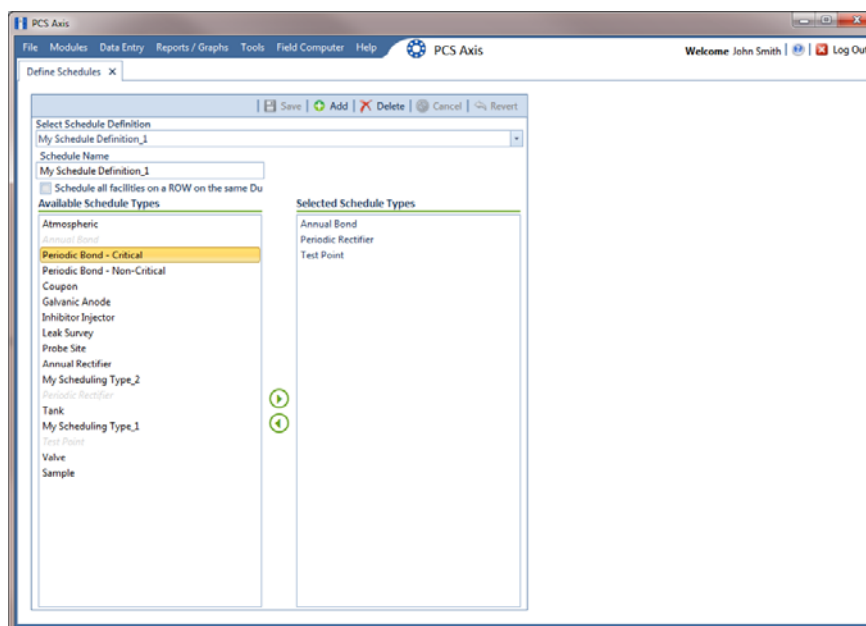 PCS Axis
File Modules Data Entry Reports / Graphs Tools Field Computer Help PCS Axis Welcome John Smith Log Out
Define Schedules X
Save Add Delete Cancel Revert
Select Schedule Definition
My Schedule Definition_1
Schedule Name
My Schedule Definition_1
Schedule all facilities on a ROW on the same Du
Available Schedule Types
Atmospheric
Annual Bond
Periodic Bond - Critical
Periodic Bond - Non-Critical
Coupon
Galvanic Anode
Inhibitor Injector
Leak Survey
Probe Site
Annual Rectifier
My Scheduling Type_2
Periodic Rectifier
Tank
My Scheduling Type_1
Test Point
Valve
Sample
Selected Schedule Types
Annual Bond
Periodic Rectifier
Test Point